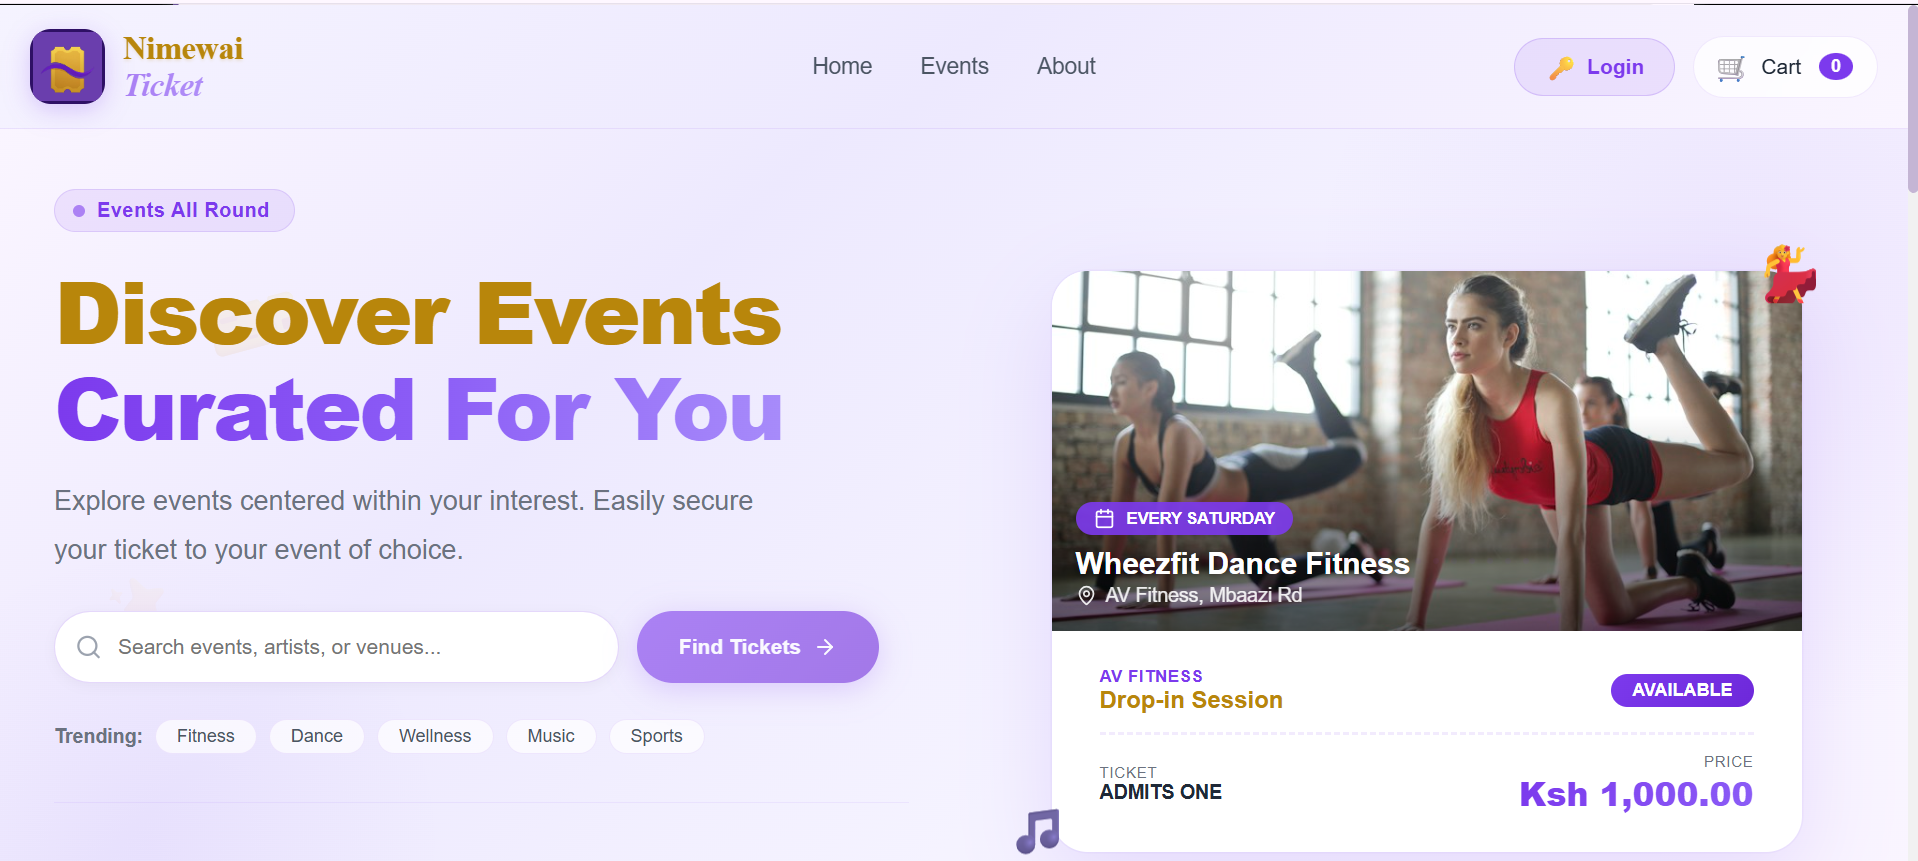 Nimewai
Ticket
Home
Events
About
Login
Cart
0
Events All Round
Discover Events
Curated For You
Explore events centered within your interest. Easily secure
your ticket to your event of choice.
Search events, artists, or venues...
Find Tickets
Trending:
Fitness
Dance
Wellness
Music
Sports
EVERY SATURDAY
Wheezfit Dance Fitness
AV Fitness, Mbaazi Rd
AV FITNESS
Drop-in Session
AVAILABLE
TICKET
ADMITS ONE
PRICE
Ksh 1,000.00